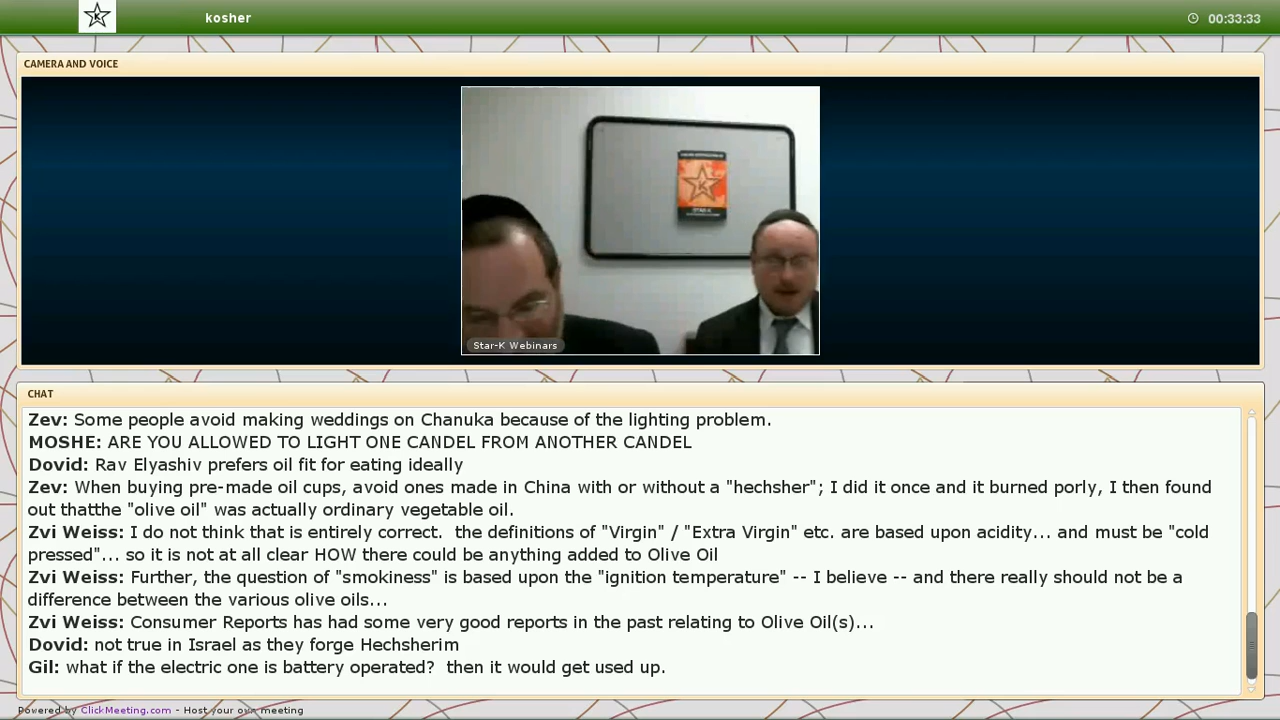 K
kosher
00:33:33
CAMERA AND VOICE
K
STAR-K
Star-K Webinars
CHAT
Zev: Some people avoid making weddings on Chanuka because of the lighting problem.
MOSHE: ARE YOU ALLOWED TO LIGHT ONE CANDEL FROM ANOTHER CANDEL
Dovid: Rav Elyashiv prefers oil fit for eating ideally
Zev: When buying pre-made oil cups, avoid ones made in China with or without a "hechsher"; I did it once and it burned porly, I then found
out thatthe "olive oil" was actually ordinary vegetable oil.
Zvi Weiss: I do not think that is entirely correct.  the definitions of "Virgin" / "Extra Virgin" etc. are based upon acidity... and must be "cold
pressed"... so it is not at all clear HOW there could be anything added to Olive Oil
Zvi Weiss: Further, the question of "smokiness" is based upon the "ignition temperature" -- I believe -- and there really should not be a
difference between the various olive oils...
Zvi Weiss: Consumer Reports has had some very good reports in the past relating to Olive Oil(s)...
Dovid: not true in Israel as they forge Hechsherim
Gil: what if the electric one is battery operated?  then it would get used up.
Powered by ClickMeeting.com - Host your own meeting